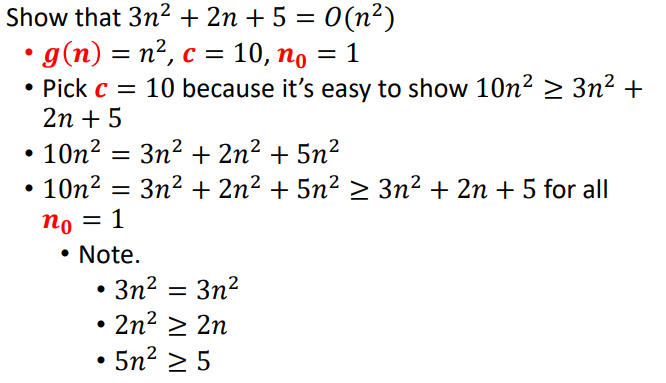 Show that 3n² + 2n + 5 = O(n²)
• g(n) = n², c = 10, n₀ = 1
• Pick c = 10 because it’s easy to show 10n² ≥ 3n² +
2n + 5
• 10n² = 3n² + 2n² + 5n²
• 10n² = 3n² + 2n² + 5n² ≥ 3n² + 2n + 5 for all
n₀ = 1
• Note.
• 3n² = 3n²
• 2n² ≥ 2n
• 5n² ≥ 5